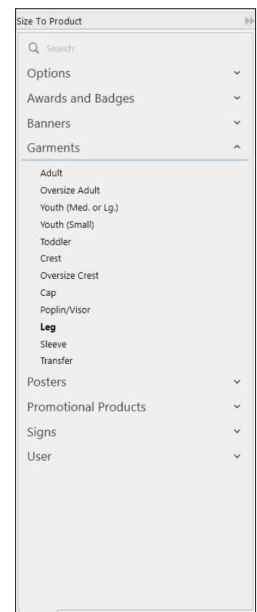 Size To Product
Search
Options
Awards and Badges
Banners
Garments
Adult
Oversize Adult
Youth (Med. or Lg.)
Youth (Small)
Toddler
Crest
Oversize Crest
Cap
Poplin/Visor
Leg
Sleeve
Transfer
Posters
Promotional Products
Signs
User